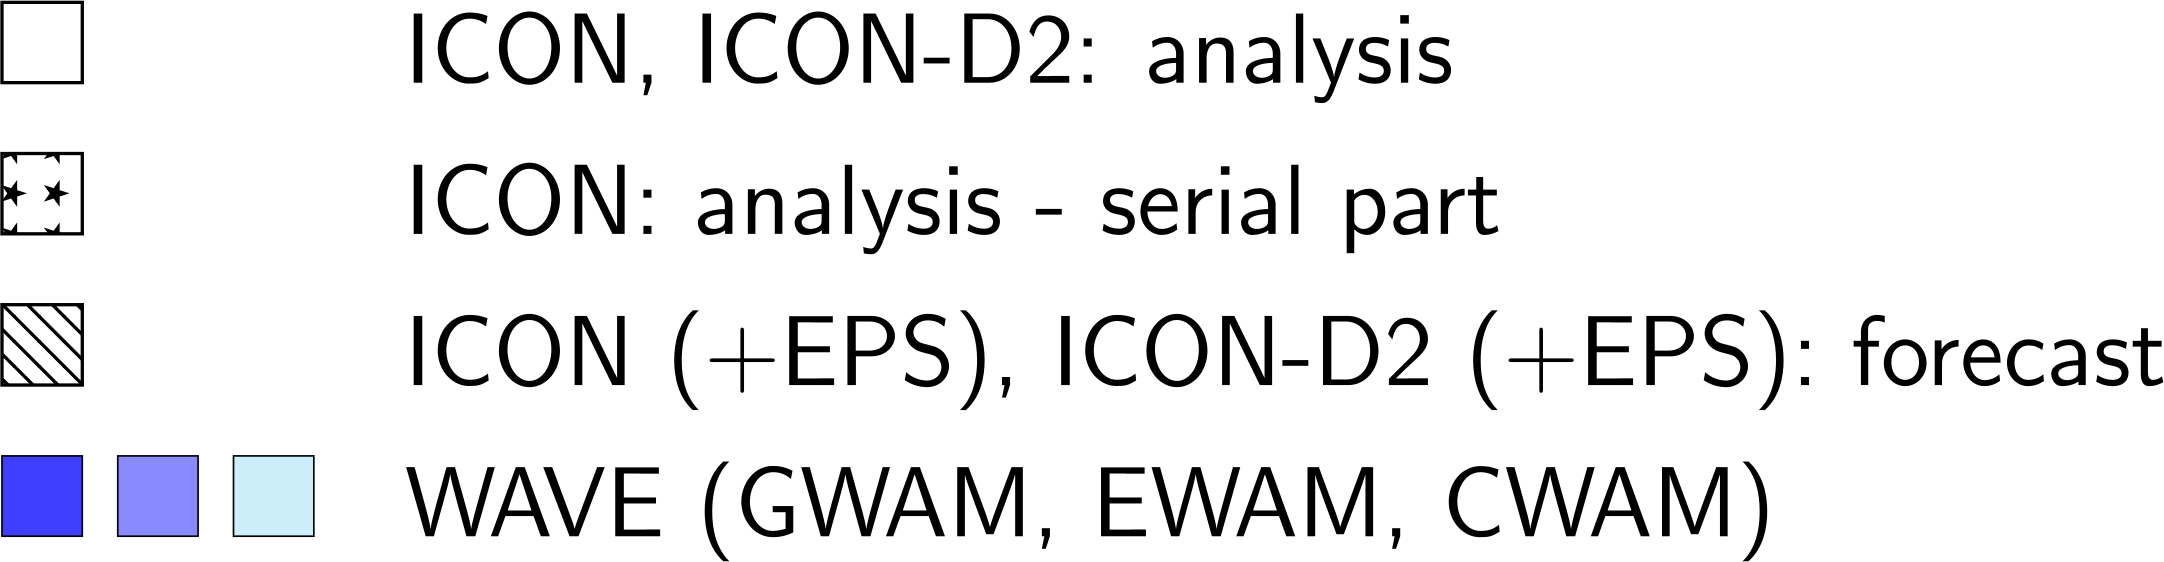 ICON, ICON-D2: analysis
ICON: analysis - serial part
ICON (+EPS), ICON-D2 (+EPS): forecast
WAVE (GWAM, EWAM, CWAM)